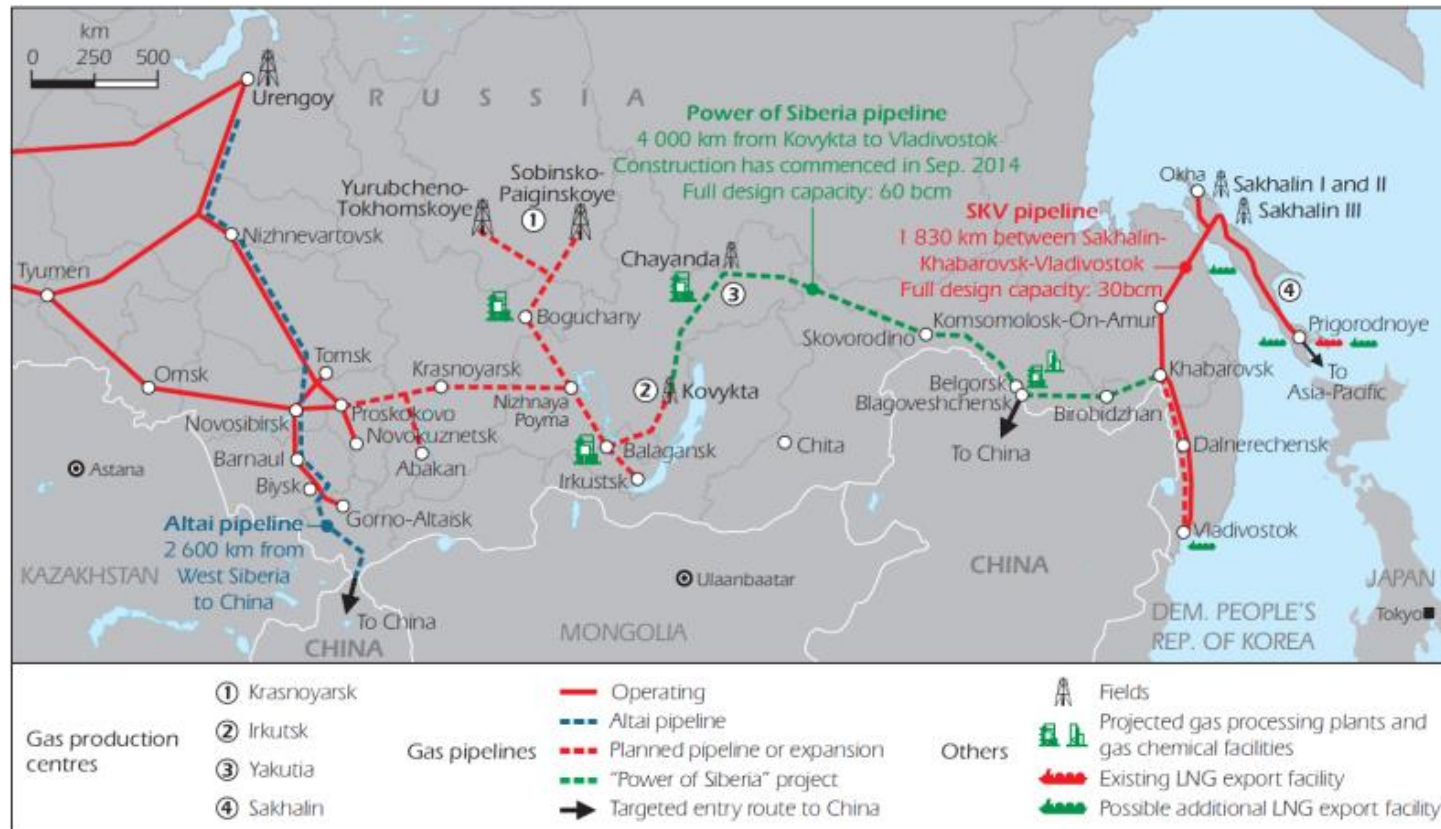 km
0 250 500
Urengoy
RUSSIA
Power of Siberia pipeline
4 000 km from Kovykta to Vladivostok
Construction has commenced in Sep. 2014
Full design capacity: 60 bcm
Sobinsko-
Paiginskoye
Yurubcheno-
Tokhomskoye
1
Okha
Sakhalin I and II
Sakhalin III
SKV pipeline
1 830 km between Sakhalin-
Khabarovsk-Vladivostok
Full design capacity: 30bcm
Nizhnevartovsk
Chayanda
3
Tyumen
4
Boguchany
Skovorodino
Komsomolosk-On-Amur
Prigorodnoye
To
Asia-Pacific
Tomsk
Omsk
Krasnoyarsk
Nizhnaya
Poyma
2
Kovykta
Belgorsk
Blagoveshchensk
Khabarovsk
Birobidzhan
Novosibirsk
Proskokovo
Novokuznetsk
Abakan
Balagansk
Chita
To China
Dalnerechensk
Astana
Barnaul
Biysk
Irkustsk
Gorno-Altaisk
Altai pipeline
2 600 km from
West Siberia
to China
Vladivostok
KAZAKHSTAN
Ulaanbaatar
CHINA
JAPAN
Tokyo
To China
CHINA
MONGOLIA
DEM. PEOPLE'S
REP. OF KOREA
Gas production
centres
1 Krasnoyarsk
2 Irkutsk
3 Yakutia
4 Sakhalin
Gas pipelines
Operating
Altai pipeline
Planned pipeline or expansion
"Power of Siberia" project
Targeted entry route to China
Others
Fields
Projected gas processing plants and
gas chemical facilities
Existing LNG export facility
Possible additional LNG export facility